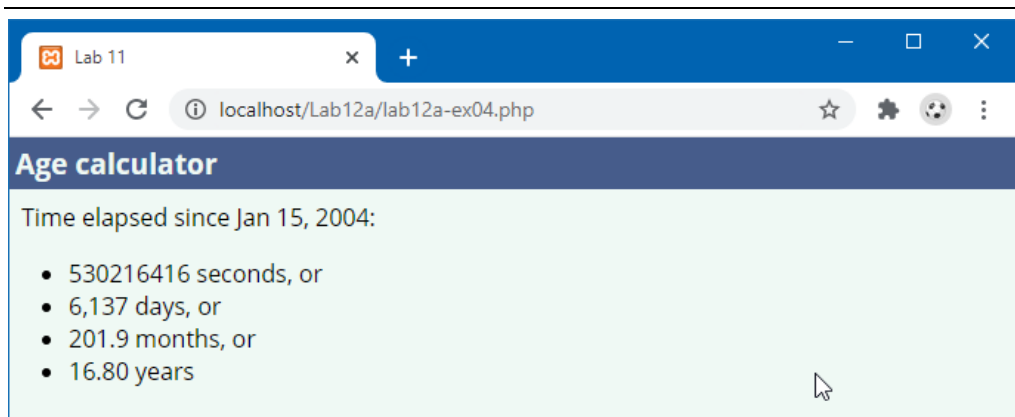 Lab 11
localhost/Lab12a/lab12a-ex04.php
Age calculator
Time elapsed since Jan 15, 2004:
• 530216416 seconds, or
• 6,137 days, or
• 201.9 months, or
• 16.80 years